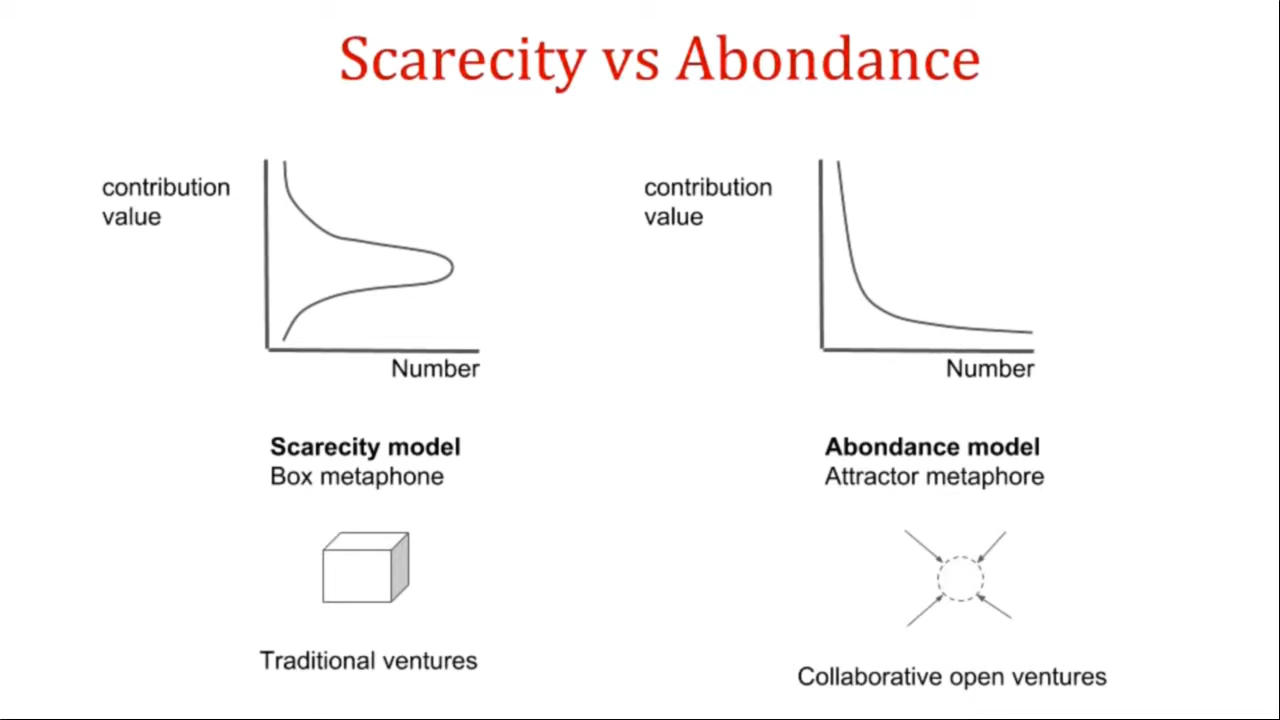 Scarecity vs Abondance
contribution
value
Number
Scarecity model
Box metaphone
Traditional ventures
contribution
value
Number
Abondance model
Attractor metaphore
Collaborative open ventures